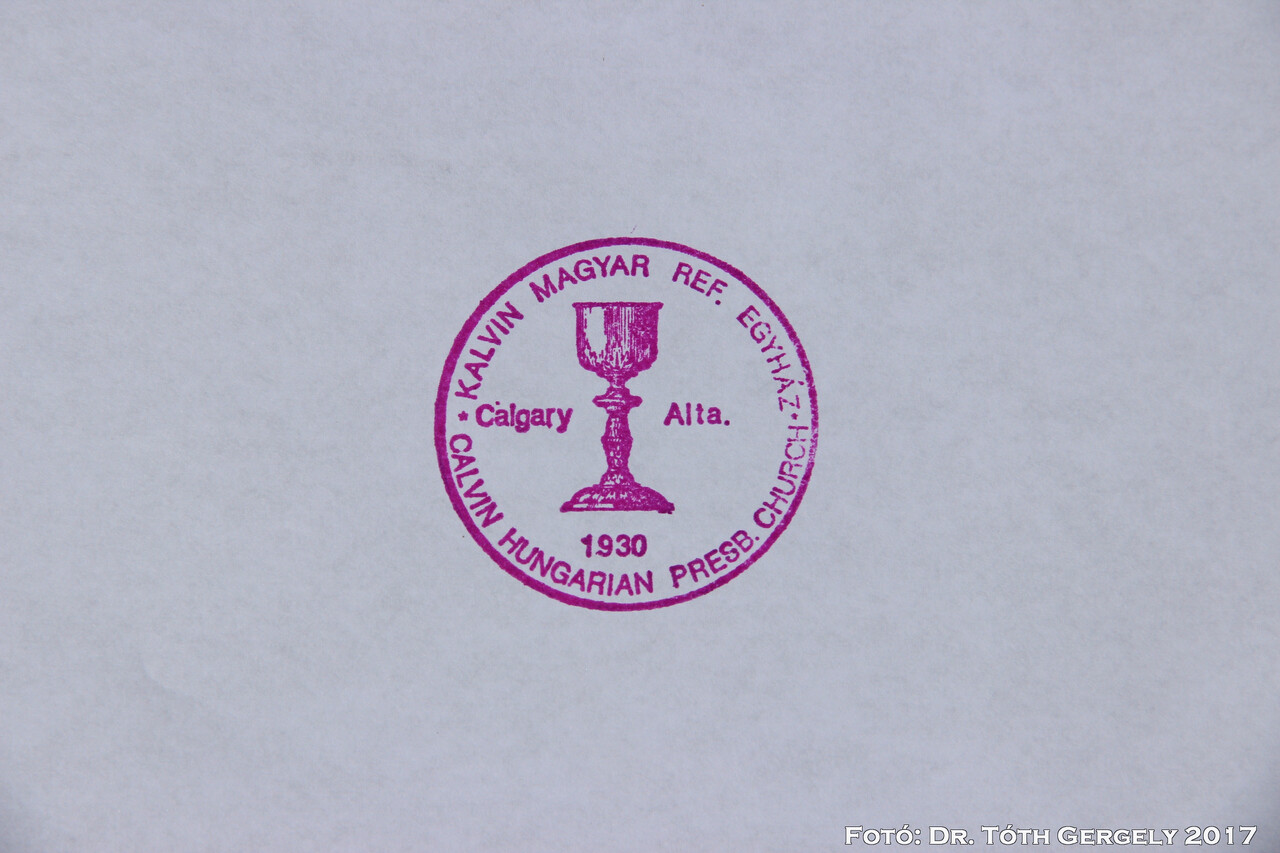 KALVIN MAGYAR REF. EGYHÁZ
Calgary Alta.
1930
CALVIN HUNGARIAN PRESB. CHURCH
Fotó: Dr. Tóth Gergely 2017